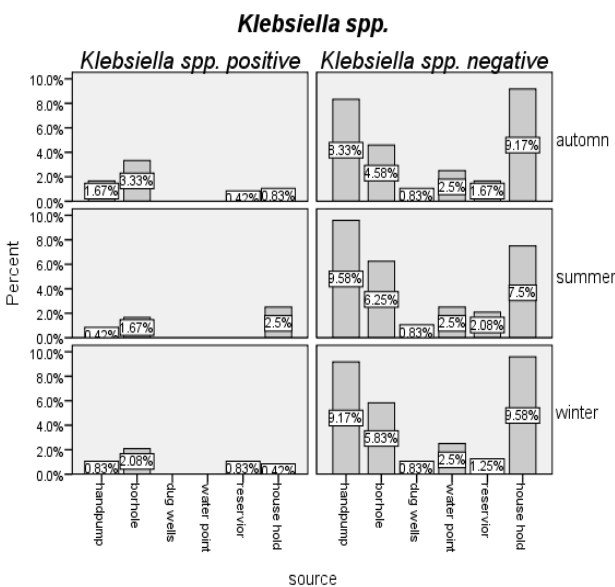 Klebsiella spp.
Klebsiella spp. positive Klebsiella spp. negative
10.0%
8.0%
6.0%
4.0%
2.0%
0.0%
1.67% 3.33% 0.42% 0.83%
8.33% 4.58% 0.83% 2.5% 1.67% 9.17%
automn
10.0%
8.0%
6.0%
4.0%
2.0%
0.0%
0.42% 1.67% 2.5%
9.58% 6.25% 0.83% 2.5% 2.08% 7.5%
summer
Percent
10.0%
8.0%
6.0%
4.0%
2.0%
0.0%
0.83% 2.08% 0.83% 0.42%
9.17% 5.83% 0.83% 2.5% 1.25% 9.58%
winter
handpump
borhole
dug wells
water point
reservior
house hold
handpump
borhole
dug wells
water point
reservior
house hold
source